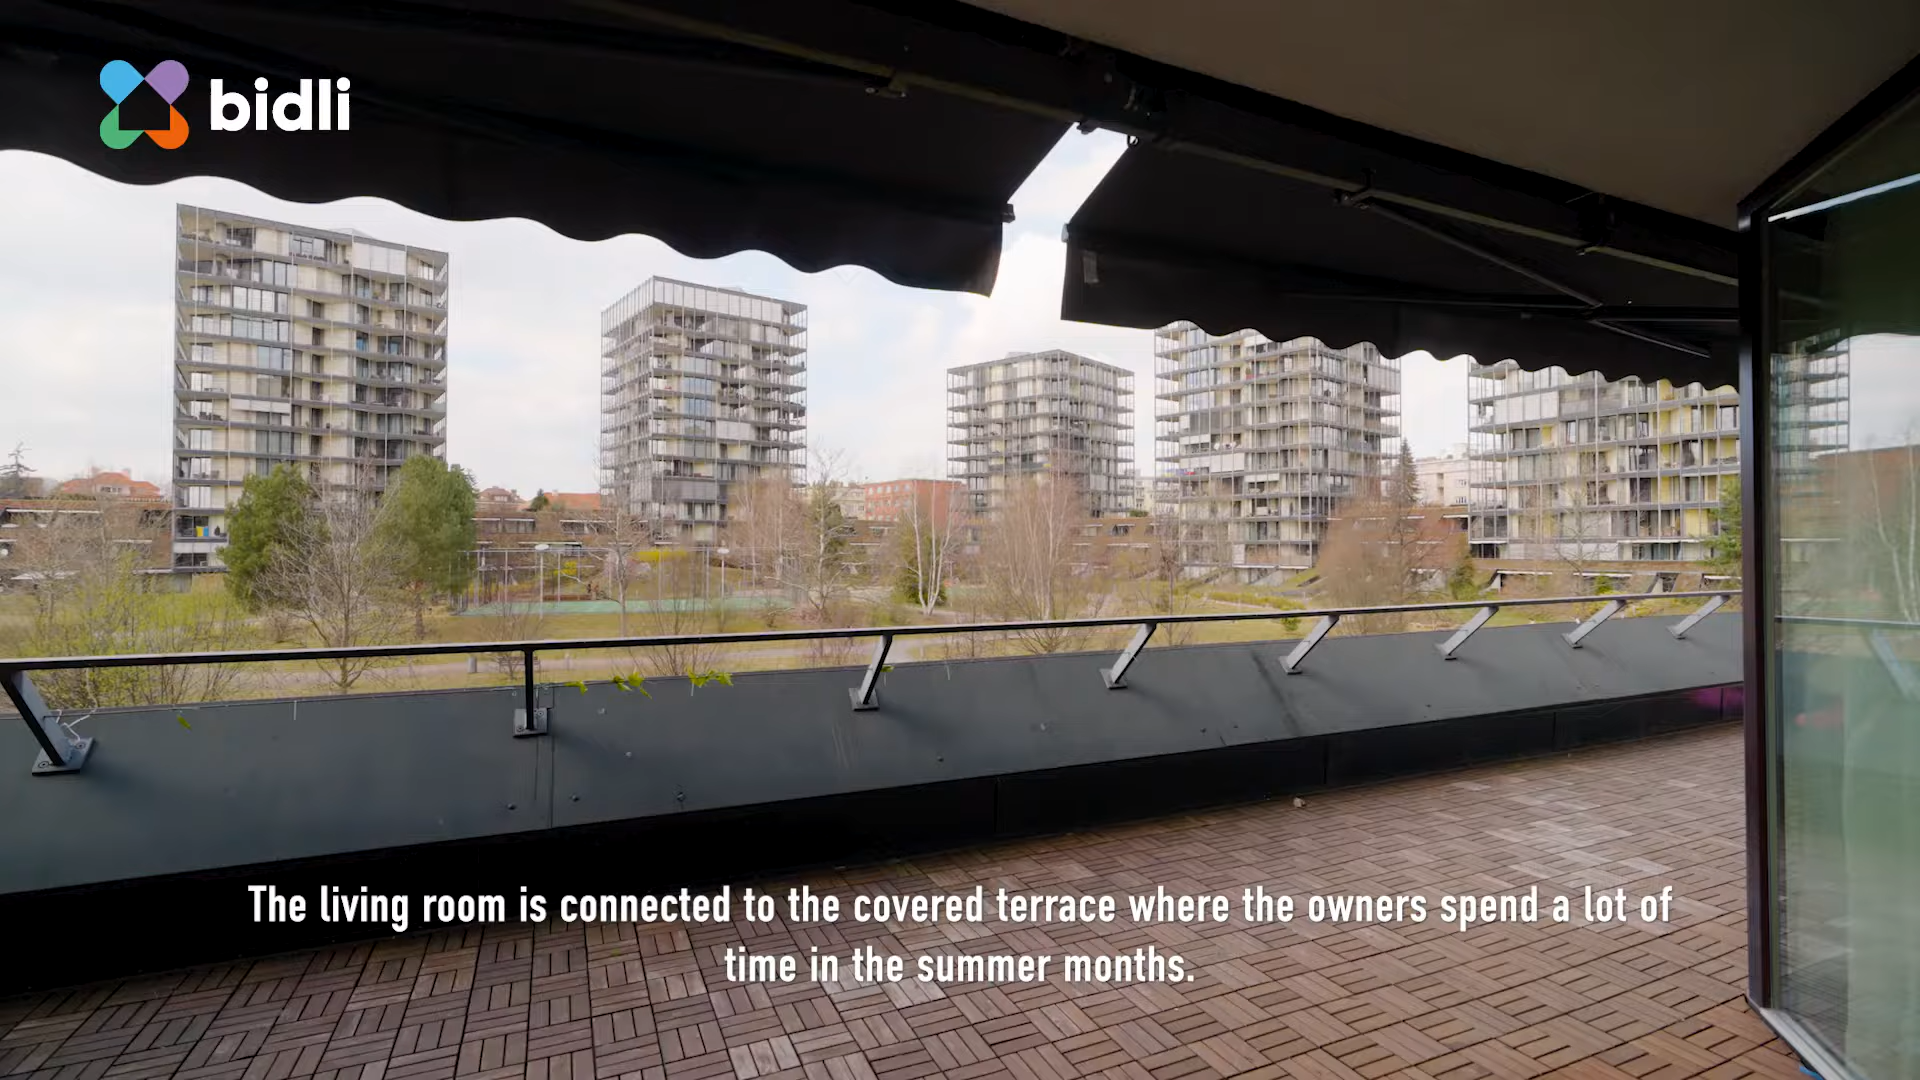 bidli
The living room is connected to the covered terrace where the owners spend a lot of
time in the summer months.